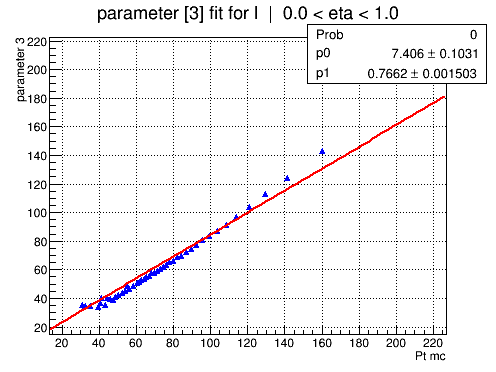 parameter [3] fit for l | 0.0 < eta < 1.0
Prob 0
p0 7.406 ± 0.1031
p1 0.7662 ± 0.001503
parameter 3
220
200
180
160
140
120
100
80
60
40
20
20 40 60 80 100 120 140 160 180 200 220
Pt mc